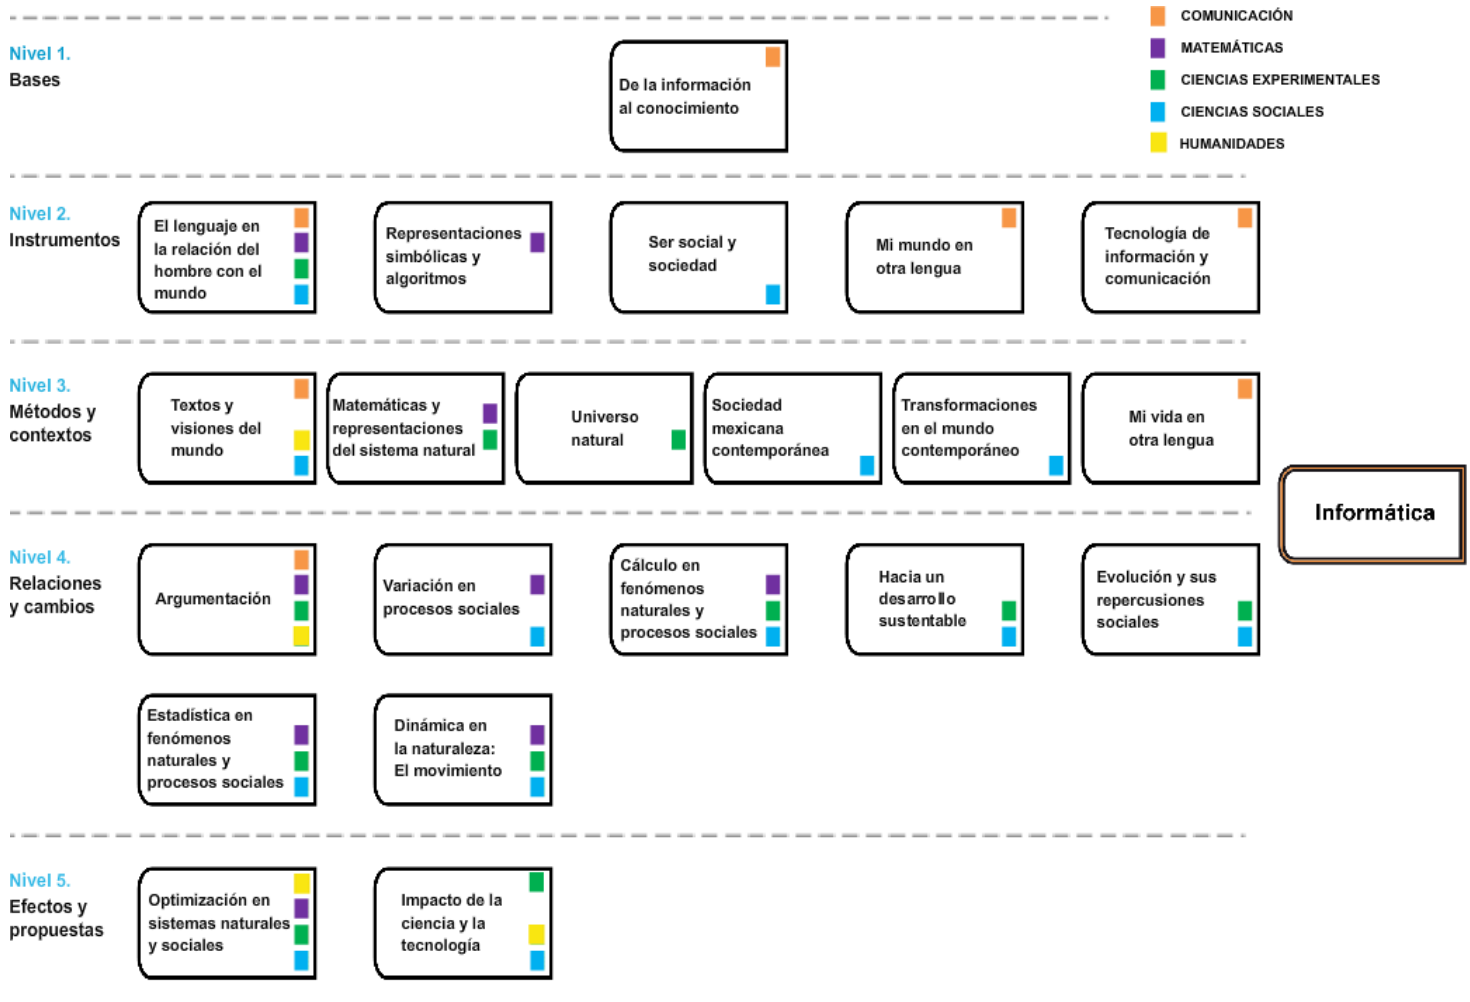 COMUNICACIÓN
MATEMÁTICAS
CIENCIAS EXPERIMENTALES
CIENCIAS SOCIALES
HUMANIDADES
Nivel 1.
Bases
De la información
al conocimiento
Nivel 2.
Instrumentos
El lenguaje en
la relación del
hombre con el
mundo
Representaciones
simbólicas y
algoritmos
Ser social y
sociedad
Mi mundo en
otra lengua
Tecnología de
información y
comunicación
Nivel 3.
Métodos y
contextos
Textos y
visiones del
mundo
Matemáticas y
representaciones
del sistema natural
Universo
natural
Sociedad
mexicana
contemporánea
Transformaciones
en el mundo
contemporáneo
Mi vida en
otra lengua
Informática
Nivel 4.
Relaciones
y cambios
Argumentación
Variación en
procesos sociales
Cálculo en
fenómenos
naturales y
procesos sociales
Hacia un
desarrollo
sustentable
Evolución y sus
repercusiones
sociales
Estadística en
fenómenos
naturales y
procesos sociales
Dinámica en
la naturaleza:
El movimiento
Nivel 5.
Efectos y
propuestas
Optimización en
sistemas naturales
y sociales
Impacto de la
ciencia y la
tecnología